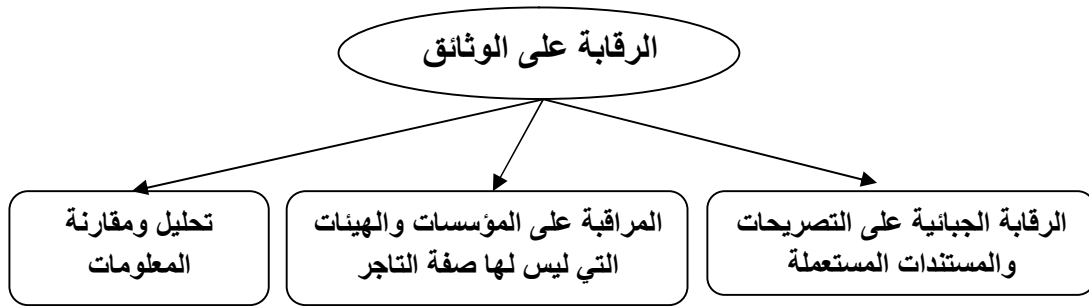 الرقابة على الوثائق
الرقابة الجبائية على التصريحات
والمستندات المستعملة
المراقبة على المؤسسات والهيئات
التي ليس لها صفة التاجر
تحليل ومقارنة
المعلومات